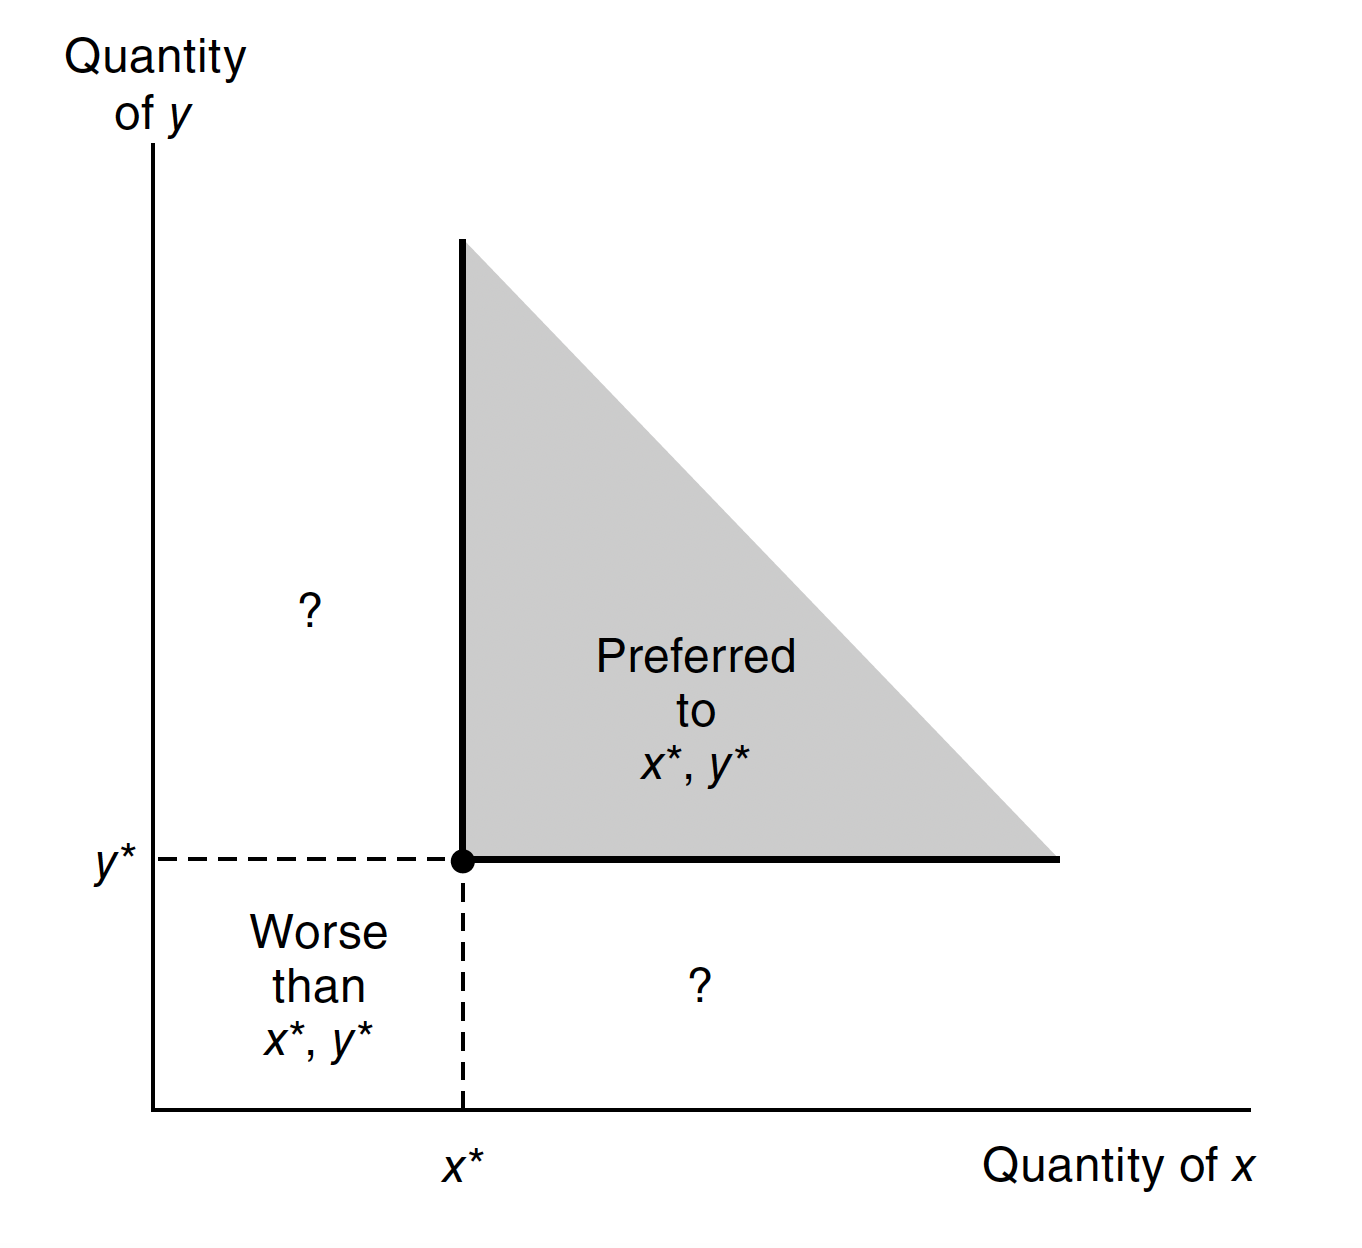 Quantity
of y
?
Preferred
to
x*, y*
y*
Worse
than
x*, y*
?
x*
Quantity of x